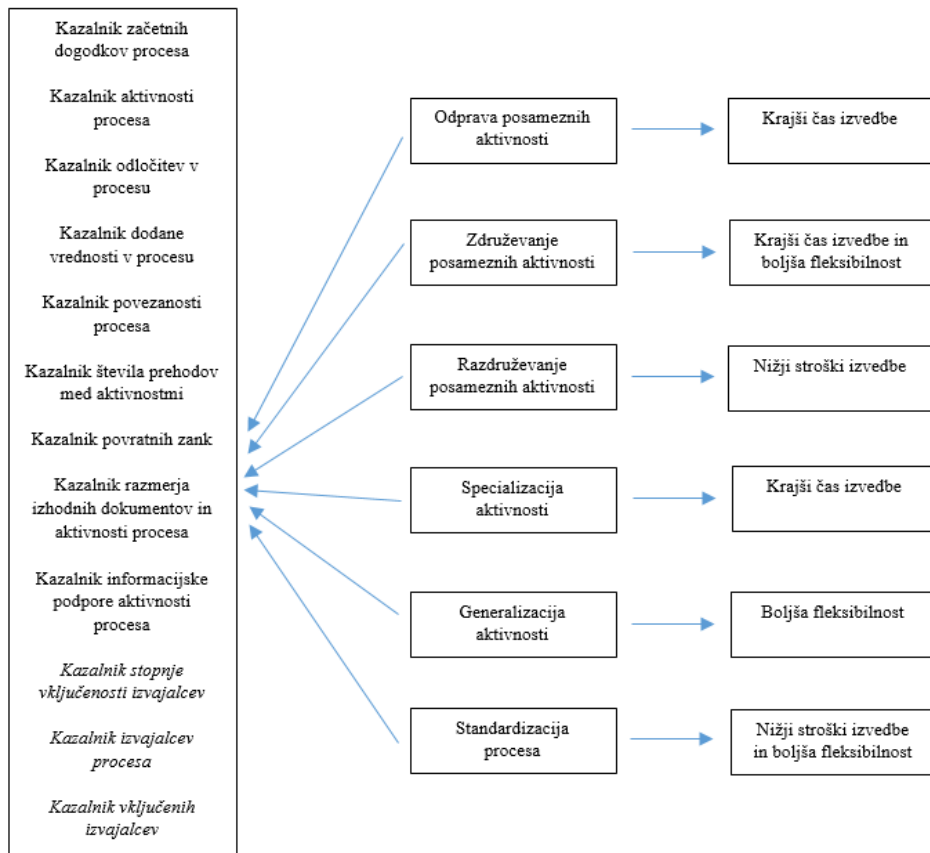 Kazalnik začetnih
dogodkov procesa
Kazalnik aktivnosti
procesa
Kazalnik odločitev v
procesu
Kazalnik dodane
vrednosti v procesu
Kazalnik povezanosti
procesa
Kazalnik števila prehodov
med aktivnostmi
Kazalnik povratnih zank
Kazalnik razmerja
izhodnih dokumentov in
aktivnosti procesa
Kazalnik informacijske
podpore aktivnosti
procesa
Kazalnik stopnje
vključenosti izvajalcev
Kazalnik izvajalcev
procesa
Kazalnik vključenih
izvajalcev
Odprava posameznih
aktivnosti
Krajši čas izvedbe
Združevanje
posameznih aktivnosti
Krajši čas izvedbe in
boljša fleksibilnost
Razdruževanje
posameznih aktivnosti
Nižji stroški izvedbe
Specializacija
aktivnosti
Krajši čas izvedbe
Generalizacija
aktivnosti
Boljša fleksibilnost
Standardizacija
procesa
Nižji stroški izvedbe
in boljša fleksibilnost